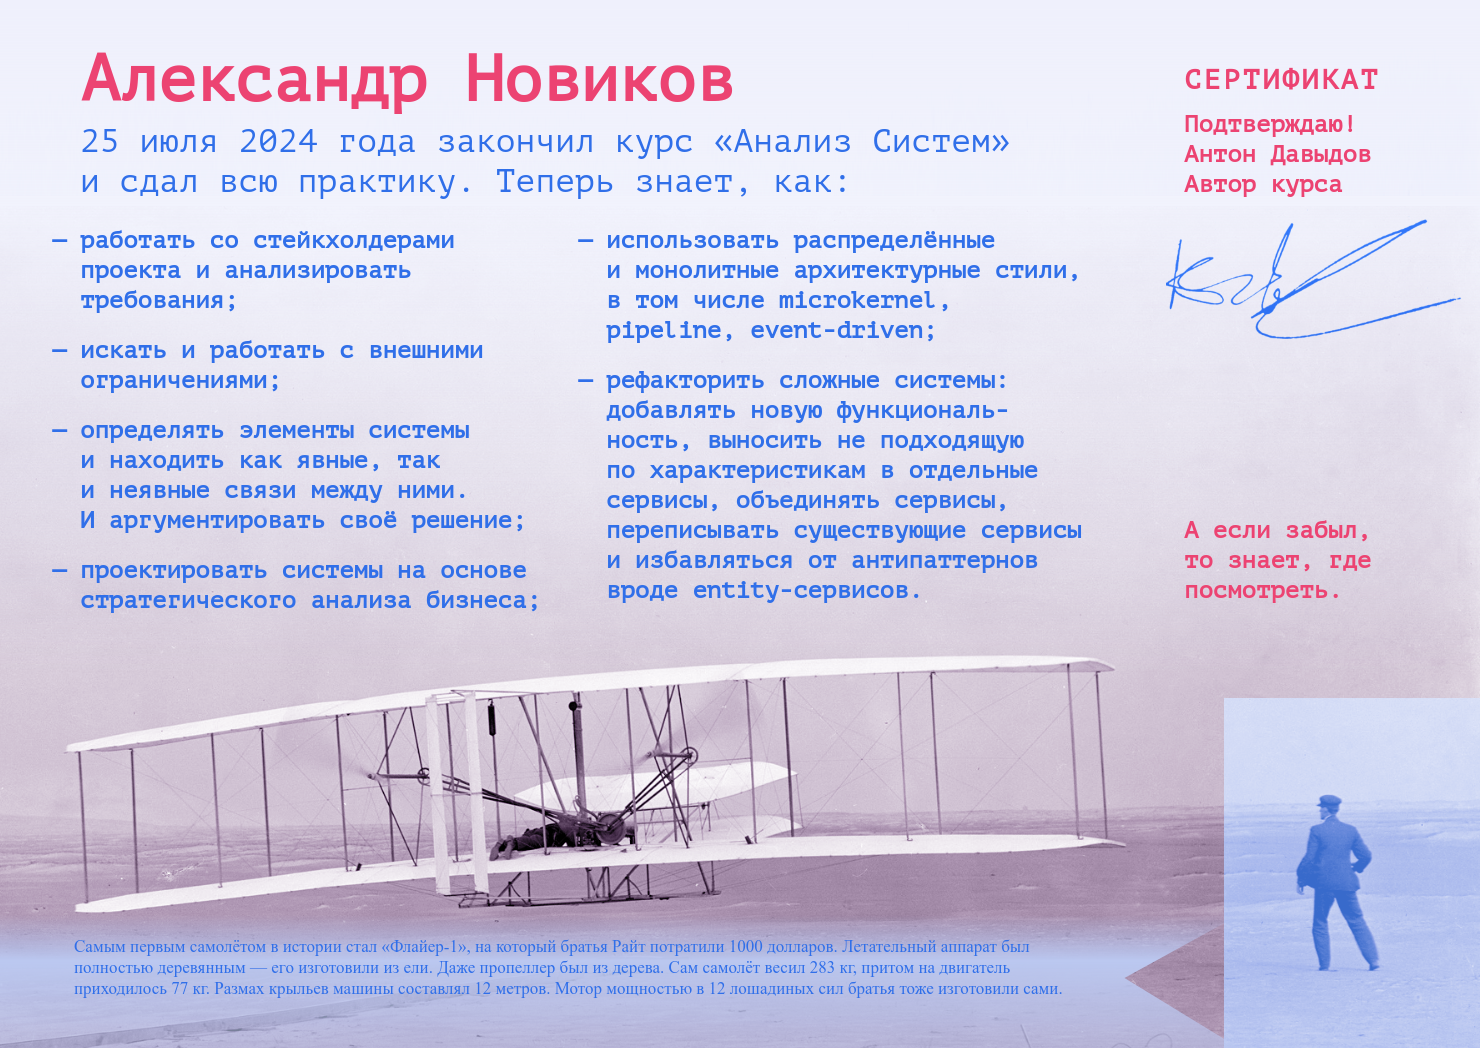 Александр Новиков
25 июля 2024 года закончил курс «Анализ Систем»
и сдал всю практику. Теперь знает, как:
— работать со стейкхолдерами
проекта и анализировать
требования;
— искать и работать с внешними
ограничениями;
— определять элементы системы
и находить как явные, так
и неявные связи между ними.
И аргументировать своё решение;
— проектировать системы на основе
стратегического анализа бизнеса;
— использовать распределённые
и монолитные архитектурные стили,
в том числе microkernel,
pipeline, event-driven;
— рефакторить сложные системы:
добавлять новую функциональ-
ность, выносить не подходящую
по характеристикам в отдельные
сервисы, объединять сервисы,
переписывать существующие сервисы
и избавляться от антипаттернов
вроде entity-сервисов.
СЕРТИФИКАТ
Подтверждаю!
Антон Давыдов
Автор курса
А если забыл,
то знает, где
посмотреть.
Самым первым самолётом в истории стал «Флайер-1», на который братья Райт потратили 1000 долларов. Летательный аппарат был
полностью деревянным — его изготовили из ели. Даже пропеллер был из дерева. Сам самолёт весил 283 кг, притом на двигатель
приходилось 77 кг. Размах крыльев машины составлял 12 метров. Мотор мощностью в 12 лошадиных сил братья тоже изготовили сами.